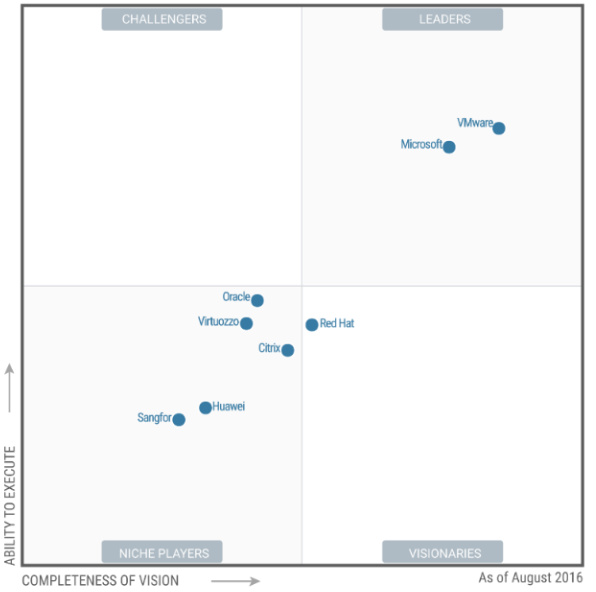 CHALLENGERS
LEADERS
VMware
Microsoft
Oracle
Virtuozzo
Red Hat
Citrix
Huawei
Sangfor
ABILITY TO EXECUTE
NICHE PLAYERS
VISIONARIES
COMPLETENESS OF VISION
As of August 2016